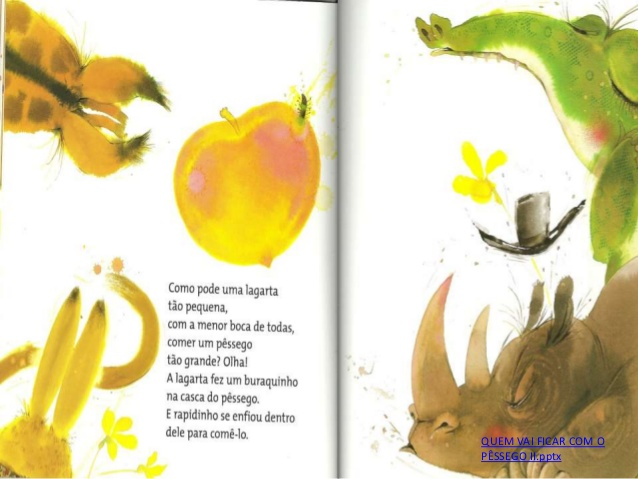 Como pode uma lagarta
tão pequena,
com a menor boca de todas,
comer um pêssego
tão grande? Olha!
A lagarta fez um buraquinho
na casca do pêssego.
E rapidinho se enfiou dentro
dele para comê-lo.
QUEM VAI FICAR COM O
PÊSSEGO II.pptx